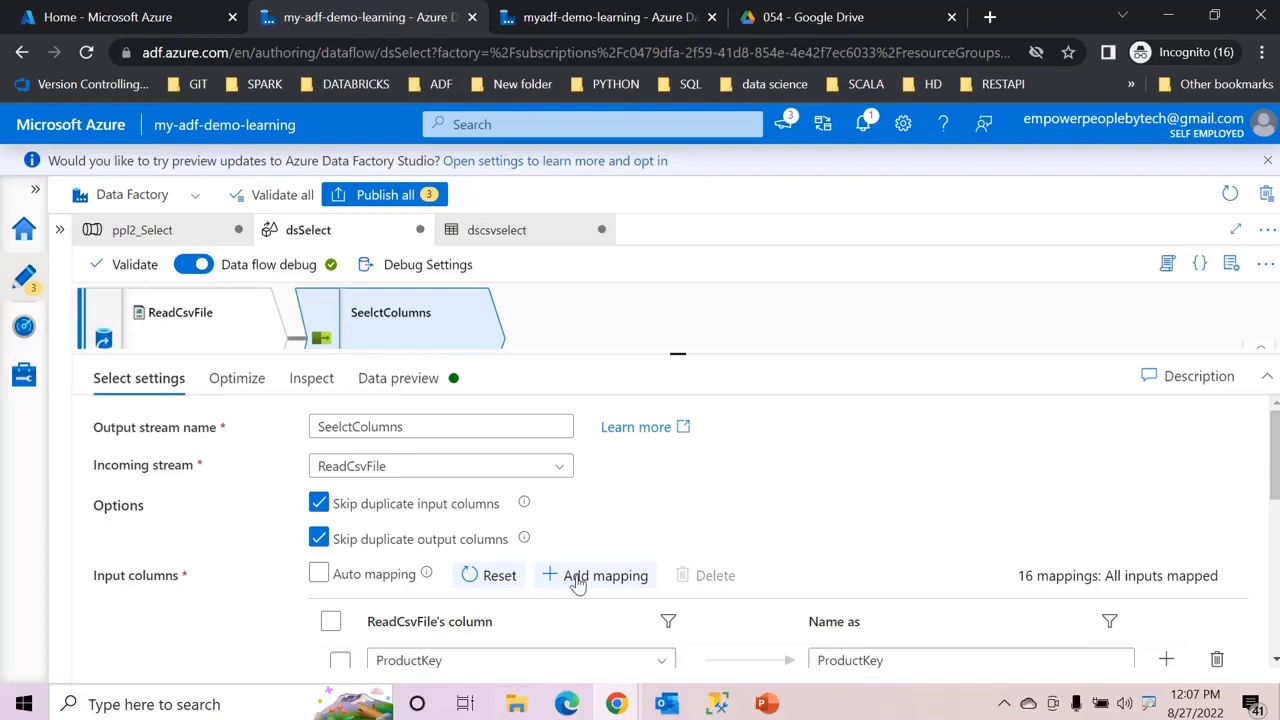 Home - Microsoft Azure
my-adf-demo-learning - Azure D
myadf-demo-learning - Azure Da
054 - Google Drive
adf.azure.com/en/authoring/dataflow/dsSelect?factory=%2Fsubscriptions%2Fc0479dfa-2f59-41d8-854e-4e42f7ec6033%2FresourceGroups...
Incognito (16)
Version Controlling...
GIT
SPARK
DATABRICKS
ADF
New folder
PYTHON
SQL
data science
SCALA
HD
RESTAPI
»
Other bookmarks
Microsoft Azure
my-adf-demo-learning
Search
3
1
empowerpeoplebytech@gmail.com
SELF EMPLOYED
Would you like to try preview updates to Azure Data Factory Studio? Open settings to learn more and opt in
Data Factory
Validate all
Publish all 3
ppl2_Select
dsSelect
dscsvselect
3
Validate
Data flow debug
Debug Settings
ReadCsvFile
SeelctColumns
Select settings
Optimize
Inspect
Data preview
Description
Output stream name *
SeelctColumns
Learn more
Incoming stream *
ReadCsvFile
Options
Skip duplicate input columns
Skip duplicate output columns
Input columns *
Auto mapping
Reset
Add mapping
Delete
16 mappings: All inputs mapped
ReadCsvFile's column
Name as
ProductKey
ProductKey
Type here to search
12:07 PM
8/27/2022
41